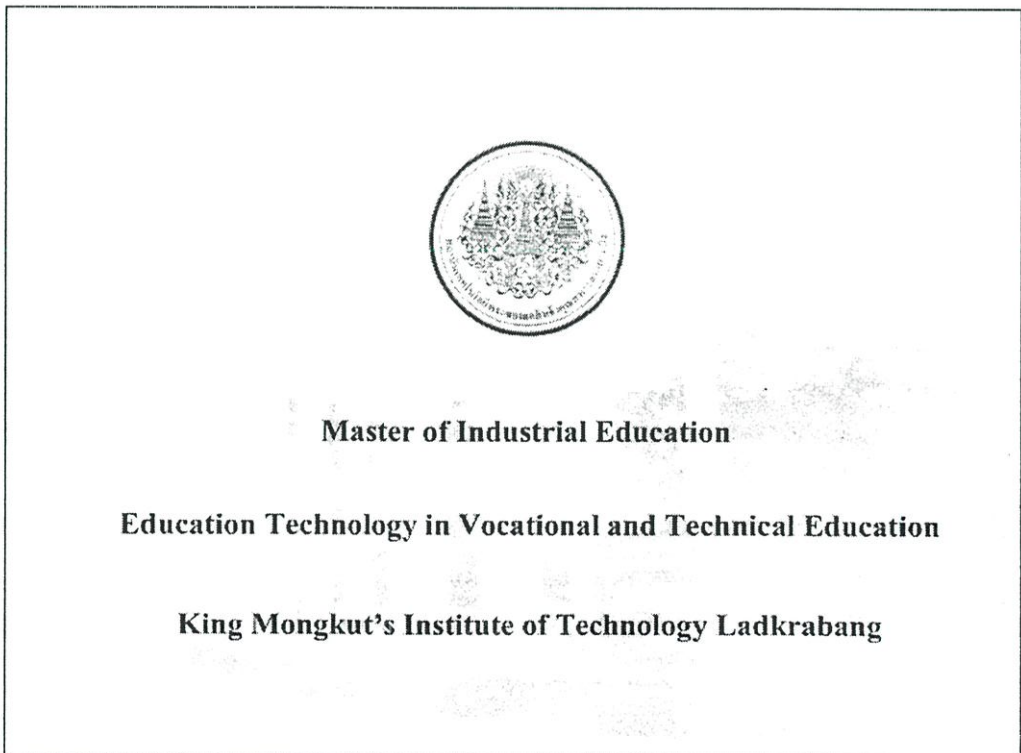 Master of Industrial Education
Education Technology in Vocational and Technical Education
King Mongkut's Institute of Technology Ladkrabang